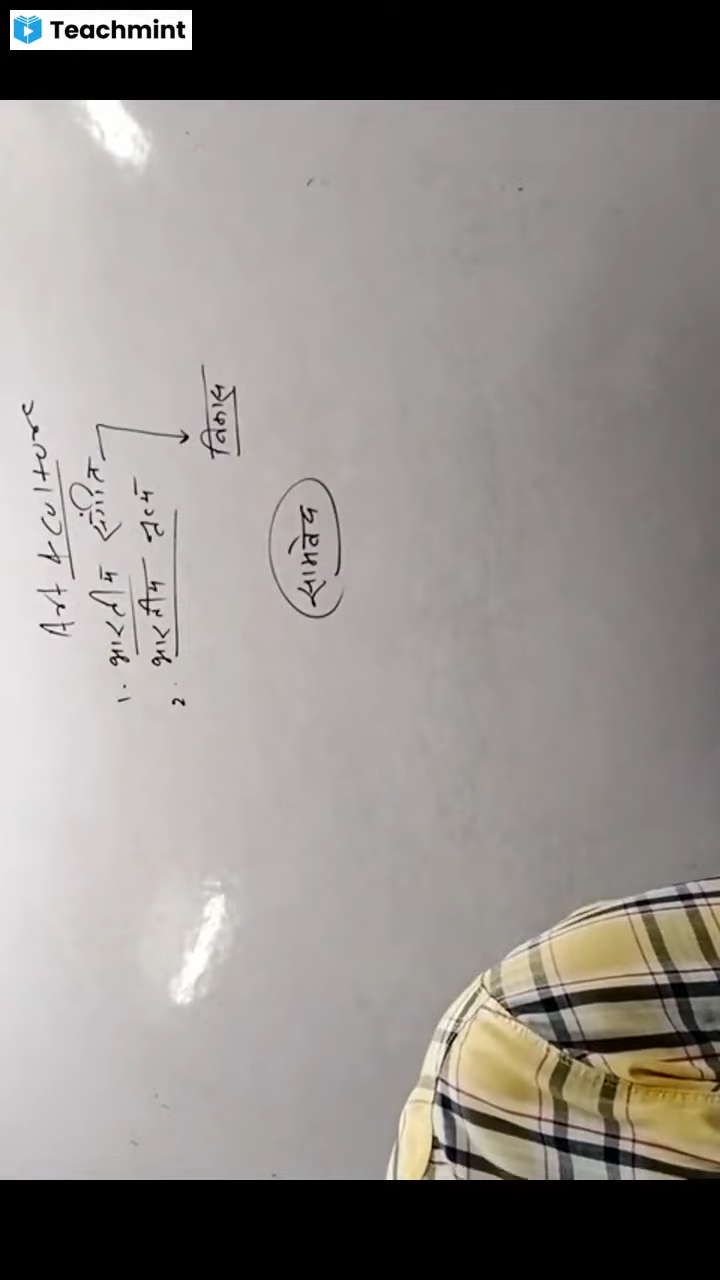 Teachmint
Art & Culture
1. भारतीय संगीत
2. भारतीय नृत्य
विकास
सामवेद